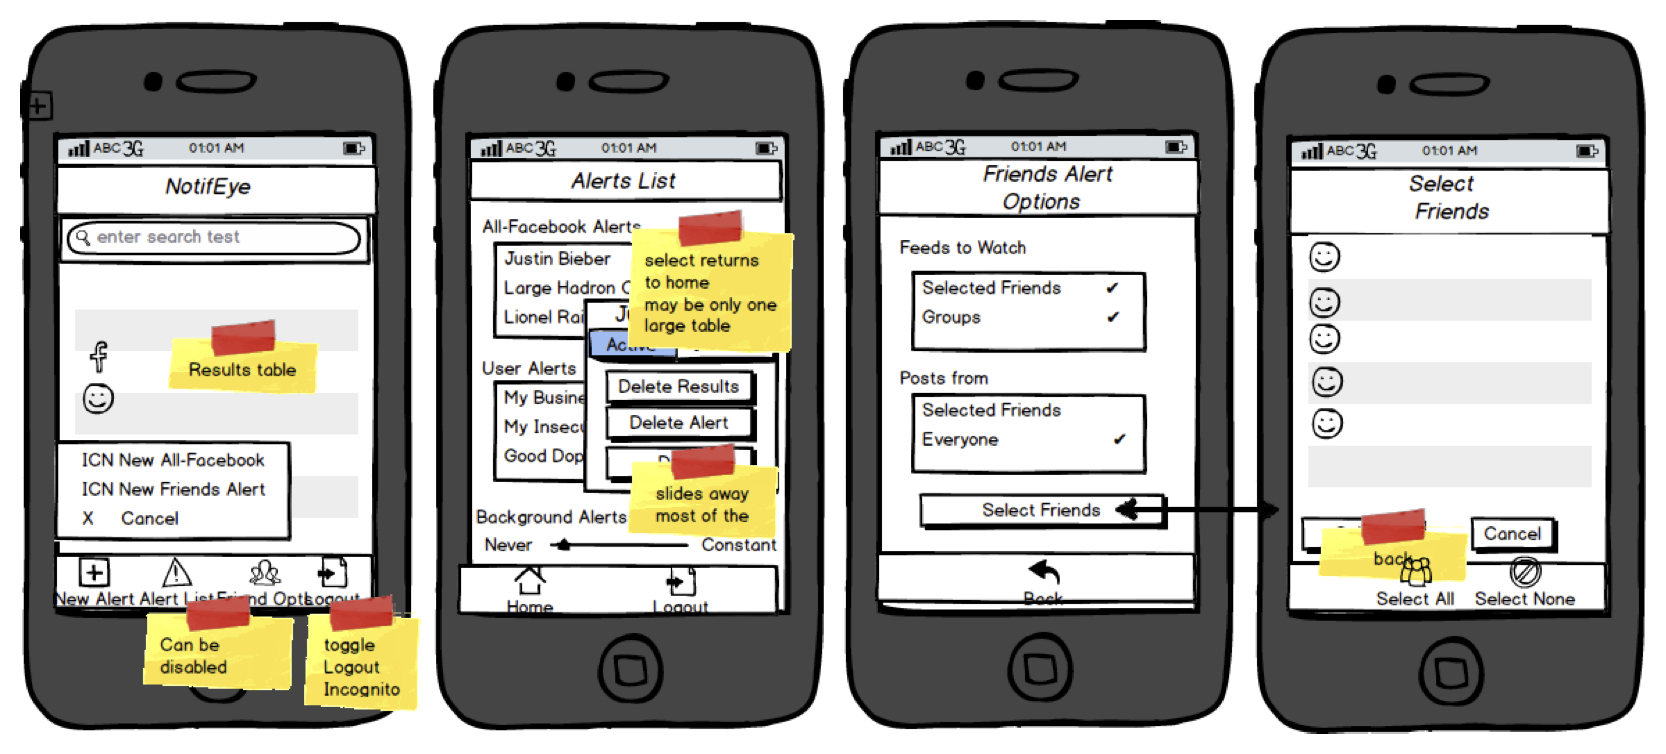 ABC 3G 01:01 AM
NotifEye
enter search test
Results table
ICN New All-Facebook
ICN New Friends Alert
X Cancel
New Alert Alert List Friend Opts Logout
Can be
disabled
toggle
Logout
Incognito
ABC 3G 01:01 AM
Alerts List
All-Facebook Alerts
Justin Bieber
Large Hadron C
Lionel Rai
select returns
to home
may be only one
large table
J
Active
User Alerts
My Busine
My Insecu
Good Dop
Delete Results
Delete Alert
D
slides away
most of the
Background Alerts
Never Constant
Home Logout
ABC 3G 01:01 AM
Friends Alert
Options
Feeds to Watch
Selected Friends ✔
Groups ✔
Posts from
Selected Friends
Everyone ✔
Select Friends
Back
ABC 3G 01:01 AM
Select
Friends
Cancel
back
Select All Select None